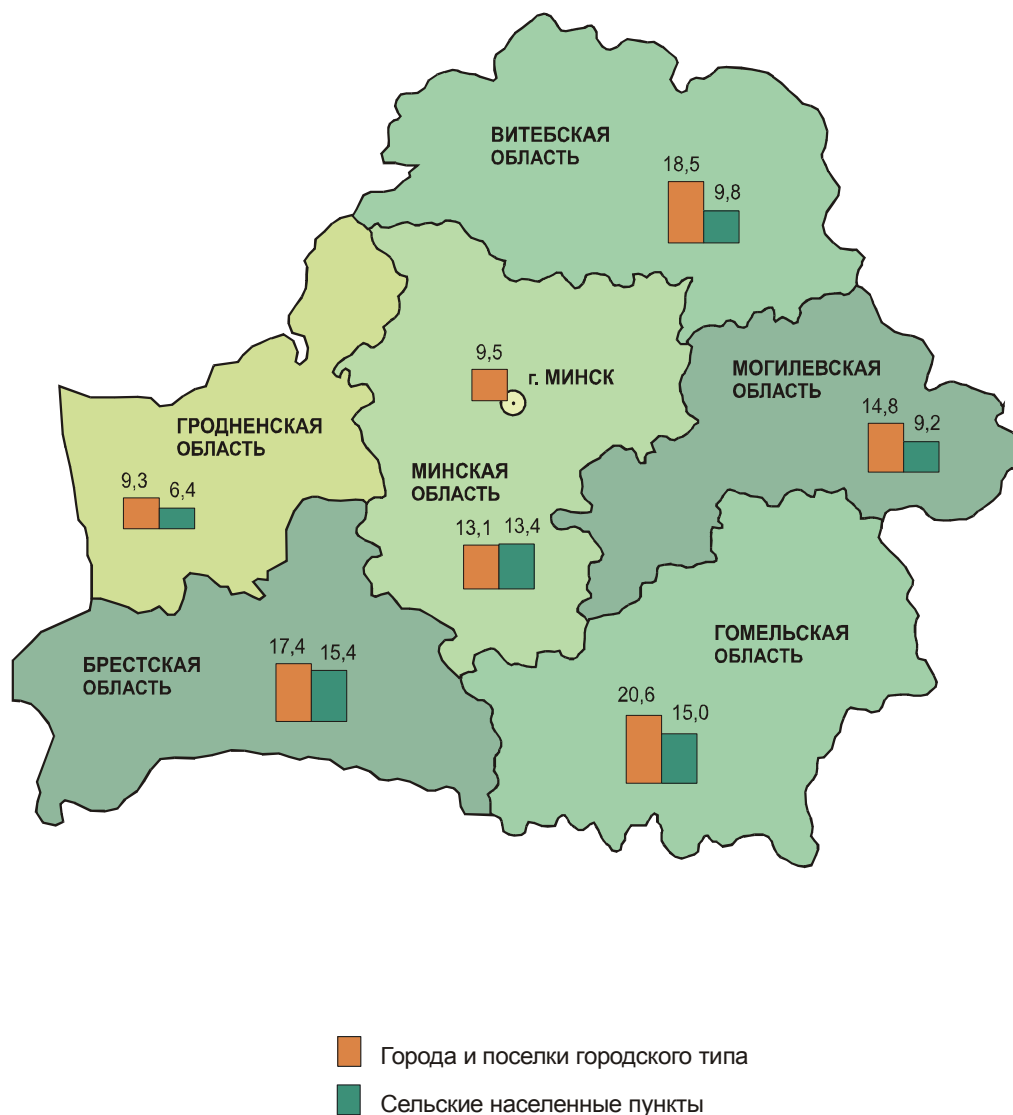 ВИТЕБСКАЯ
ОБЛАСТЬ
18,5
9,8
9,5
г. МИНСК
МОГИЛЕВСКАЯ
ОБЛАСТЬ
14,8
9,2
ГРОДНЕНСКАЯ
ОБЛАСТЬ
9,3
6,4
МИНСКАЯ
ОБЛАСТЬ
13,1
13,4
БРЕСТСКАЯ
ОБЛАСТЬ
17,4
15,4
ГОМЕЛЬСКАЯ
ОБЛАСТЬ
20,6
15,0
Города и поселки городского типа
Сельские населенные пункты